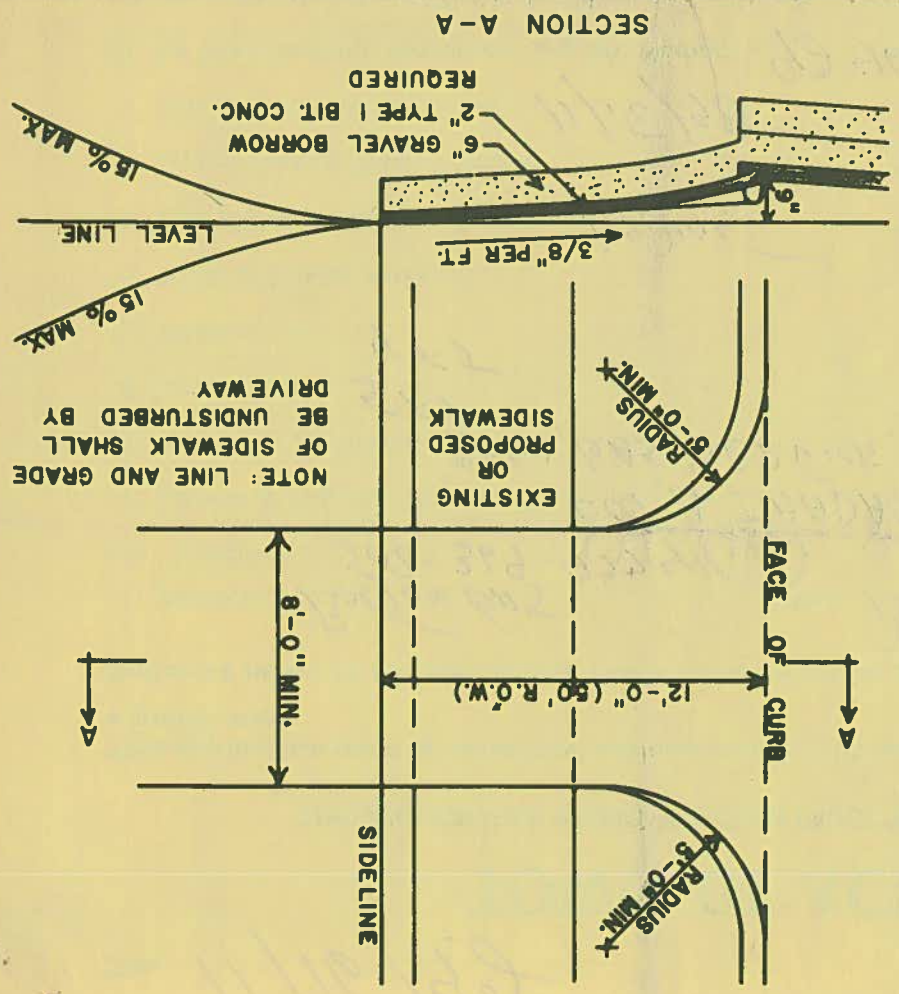 RADIUS
5'-0" MIN.
SIDELINE
A
A
12'-0" (50' R.O.W.)
8'-0" MIN.
FACE OF CURB
EXISTING
OR
PROPOSED
SIDEWALK
NOTE: LINE AND GRADE
OF SIDEWALK SHALL
BE UNDISTURBED BY
DRIVEWAY
RADIUS
5'-0" MIN.
15% MAX.
3/8" PER FT.
LEVEL LINE
6"
15% MAX.
6" GRAVEL BORROW
2" TYPE I BIT. CONC.
REQUIRED
SECTION A-A